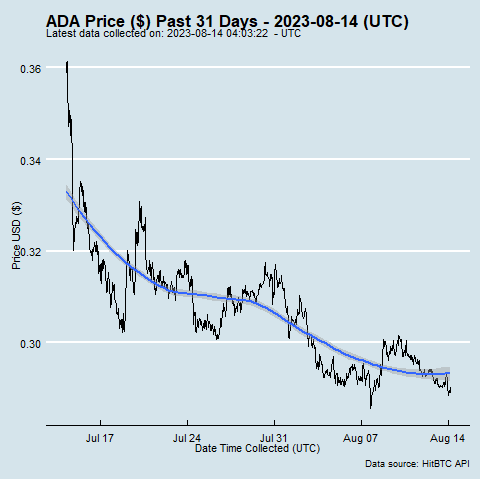 ADA Price ($) Past 31 Days - 2023-08-14 (UTC)
Latest data collected on: 2023-08-14 04:03:22 - UTC
0.36
0.34
0.32
0.30
Price USD ($)
Jul 17
Jul 24
Jul 31
Aug 07
Aug 14
Date Time Collected (UTC)
Data source: HitBTC API